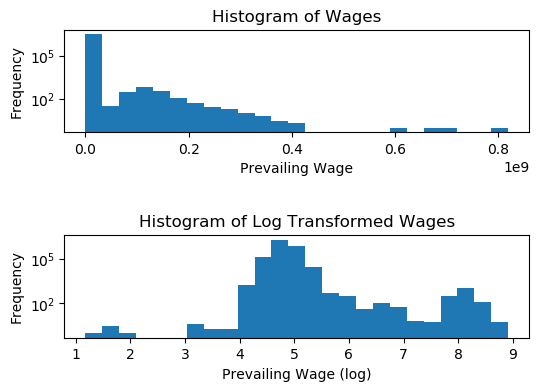 Histogram of Wages
Frequency
10^5
10^2
0.0 0.2 0.4 0.6 0.8
1e9
Prevailing Wage
Histogram of Log Transformed Wages
Frequency
10^5
10^2
1 2 3 4 5 6 7 8 9
Prevailing Wage (log)